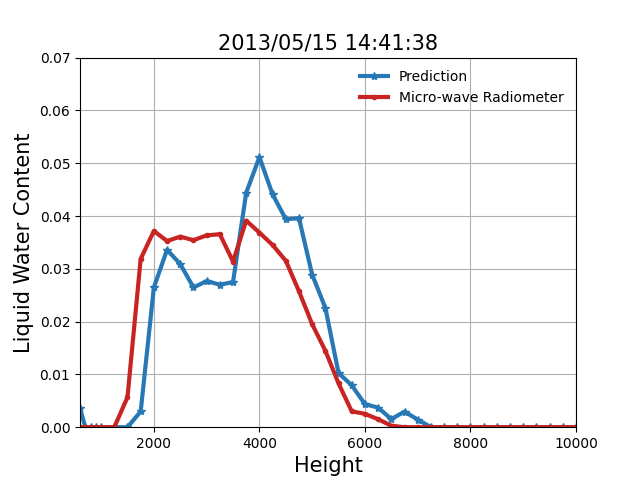 2013/05/15 14:41:38
0.07
0.06
0.05
0.04
0.03
0.02
0.01
0.00
Liquid Water Content
Prediction
Micro-wave Radiometer
2000 4000 6000 8000 10000
Height